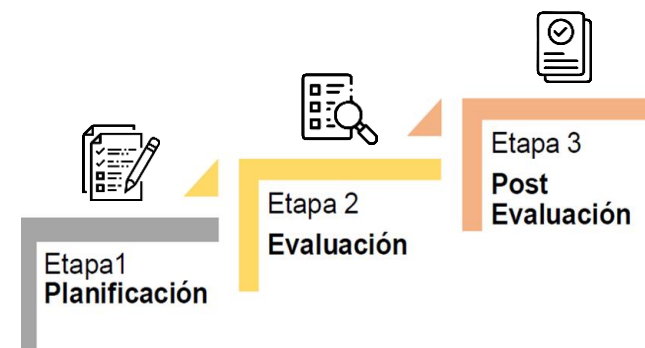 Etapa1
Planificación
Etapa 2
Evaluación
Etapa 3
Post
Evaluación